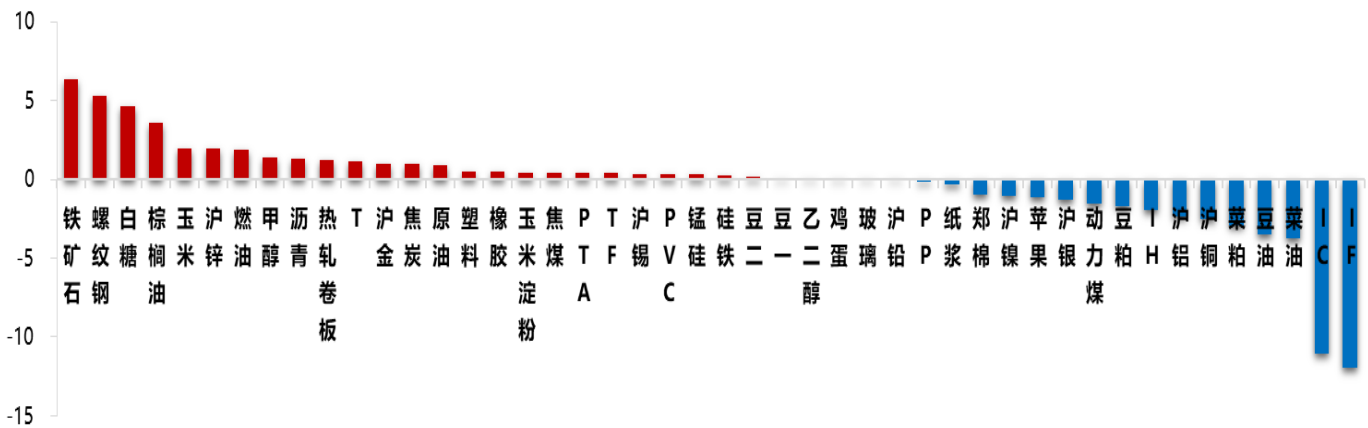 10
5
0
-5
-10
-15
铁矿石
螺纹钢
白糖
棕榈油
玉米
沪锌
燃油
甲醇
沥青
热轧卷板
T
沪金
焦炭
原油
塑料
橡胶
玉米淀粉
焦煤
PTA
TF
沪锡
PVC
锰硅
硅铁
豆二
豆一
乙二醇
鸡蛋
玻璃
沪铅
PP
纸浆
郑棉
沪镍
苹果
沪银
动力煤
豆粕
IH
沪铝
沪铜
菜粕
豆油
菜油
IC
IF